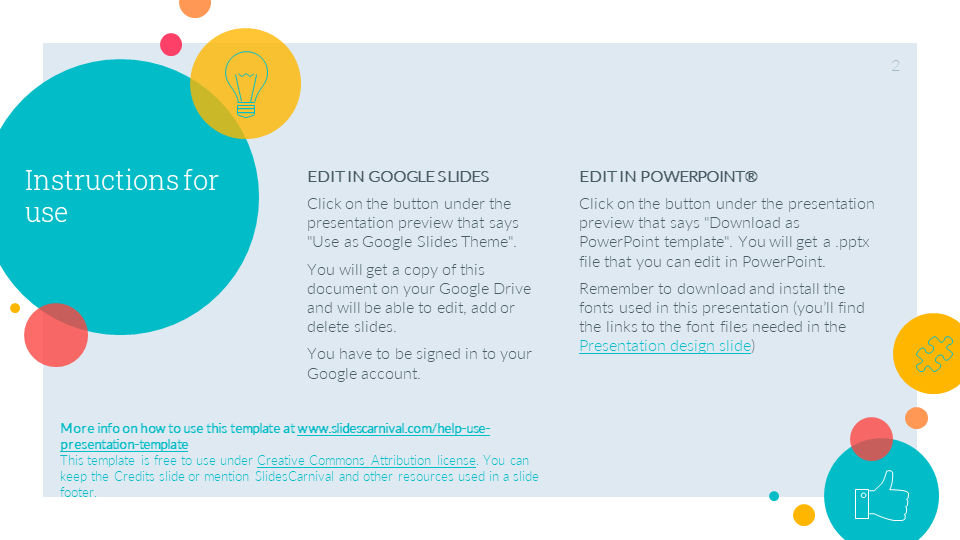 2
Instructions for
use
EDIT IN GOOGLE SLIDES
Click on the button under the
presentation preview that says
"Use as Google Slides Theme".
You will get a copy of this
document on your Google Drive
and will be able to edit, add or
delete slides.
You have to be signed in to your
Google account.
EDIT IN POWERPOINT®
Click on the button under the presentation
preview that says "Download as
PowerPoint template". You will get a .pptx
file that you can edit in PowerPoint.
Remember to download and install the
fonts used in this presentation (you’ll find
the links to the font files needed in the
Presentation design slide)
More info on how to use this template at www.slidescarnival.com/help-use-
presentation-template
This template is free to use under Creative Commons Attribution license. You can
keep the Credits slide or mention SlidesCarnival and other resources used in a slide
footer.